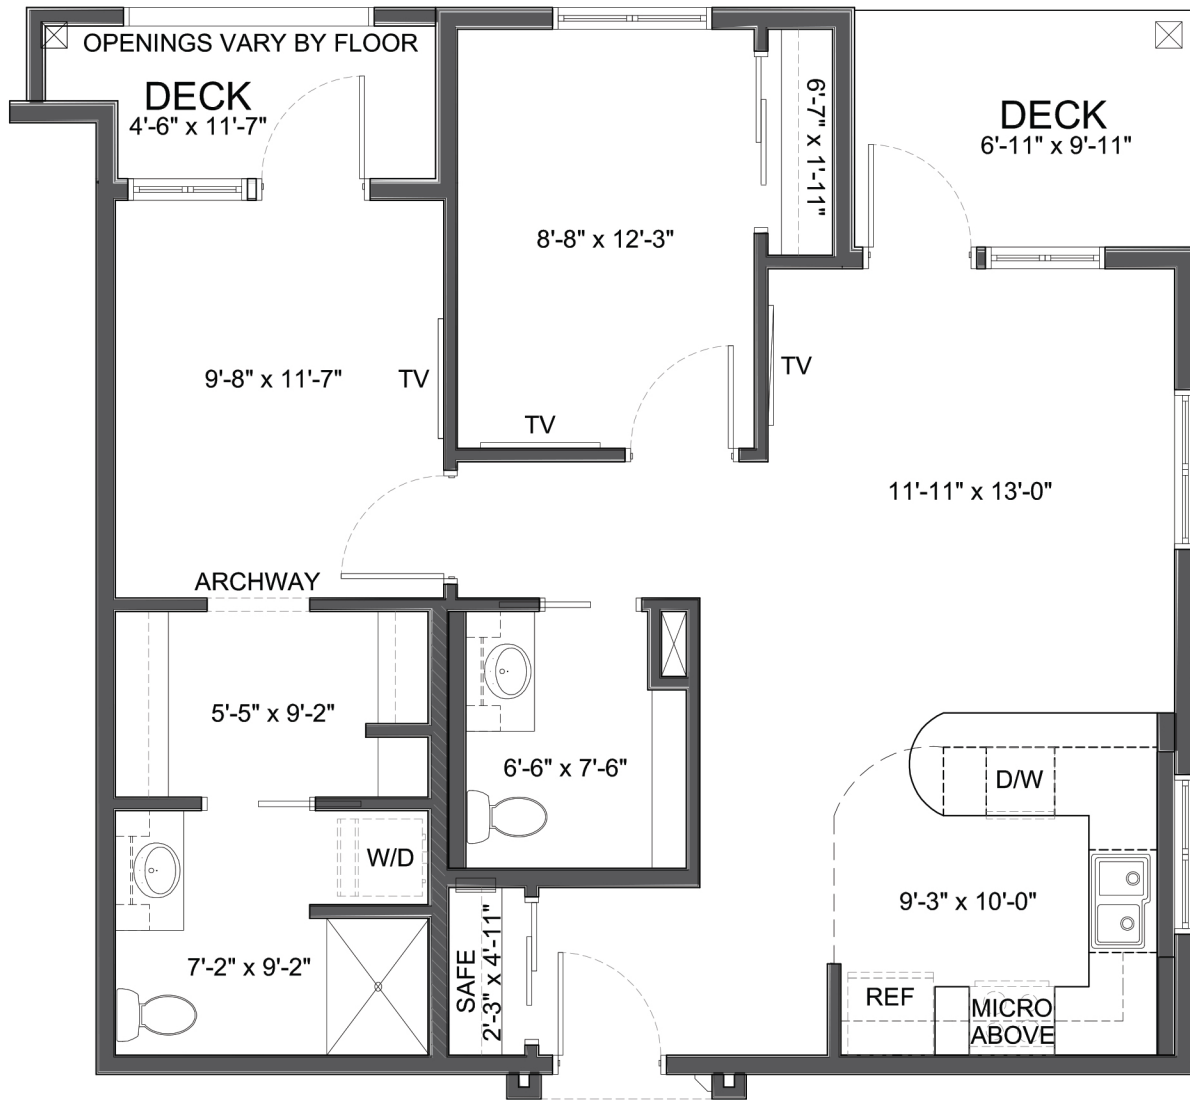 OPENINGS VARY BY FLOOR
DECK
4'-6" x 11'-7"
6'-7" x 1'-11"
DECK
6'-11" x 9'-11"
8'-8" x 12'-3"
9'-8" x 11'-7"
TV
TV
TV
11'-11" x 13'-0"
ARCHWAY
5'-5" x 9'-2"
6'-6" x 7'-6"
D/W
W/D
9'-3" x 10'-0"
7'-2" x 9'-2"
SAFE
2'-3" x 4'-11"
REF
MICRO
ABOVE